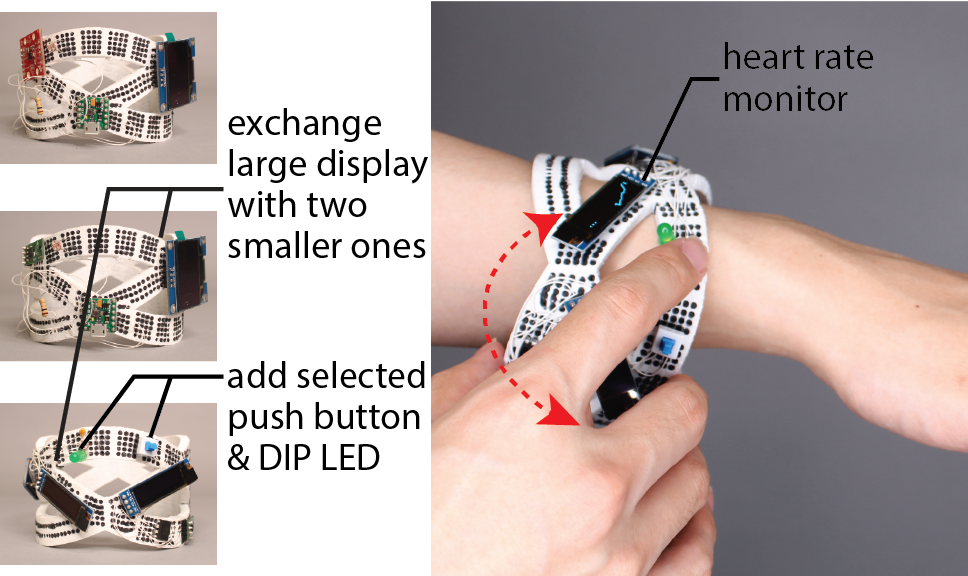 exchange
large display
with two
smaller ones
add selected
push button
& DIP LED
heart rate
monitor